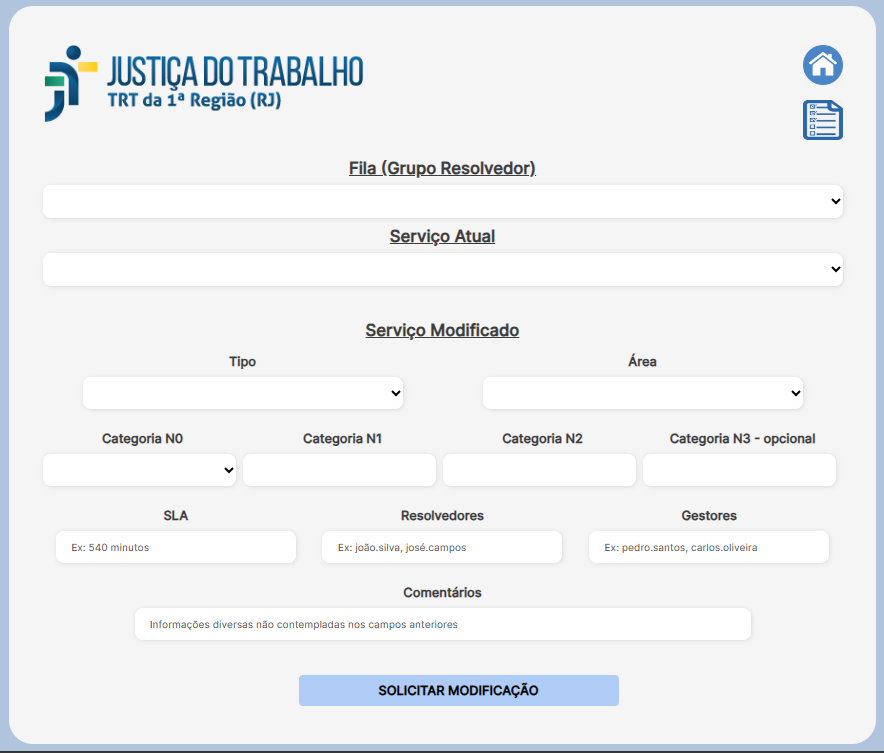 JUSTIÇA DO TRABALHO
TRT da 1ª Região (RJ)
Fila (Grupo Resolvedor)
Serviço Atual
Serviço Modificado
Tipo Área
Categoria N0 Categoria N1 Categoria N2 Categoria N3 - opcional
SLA Resolvedores Gestores
Ex: 540 minutos Ex: joão.silva, josé.campos Ex: pedro.santos, carlos.oliveira
Comentários
Informações diversas não contempladas nos campos anteriores
SOLICITAR MODIFICAÇÃO